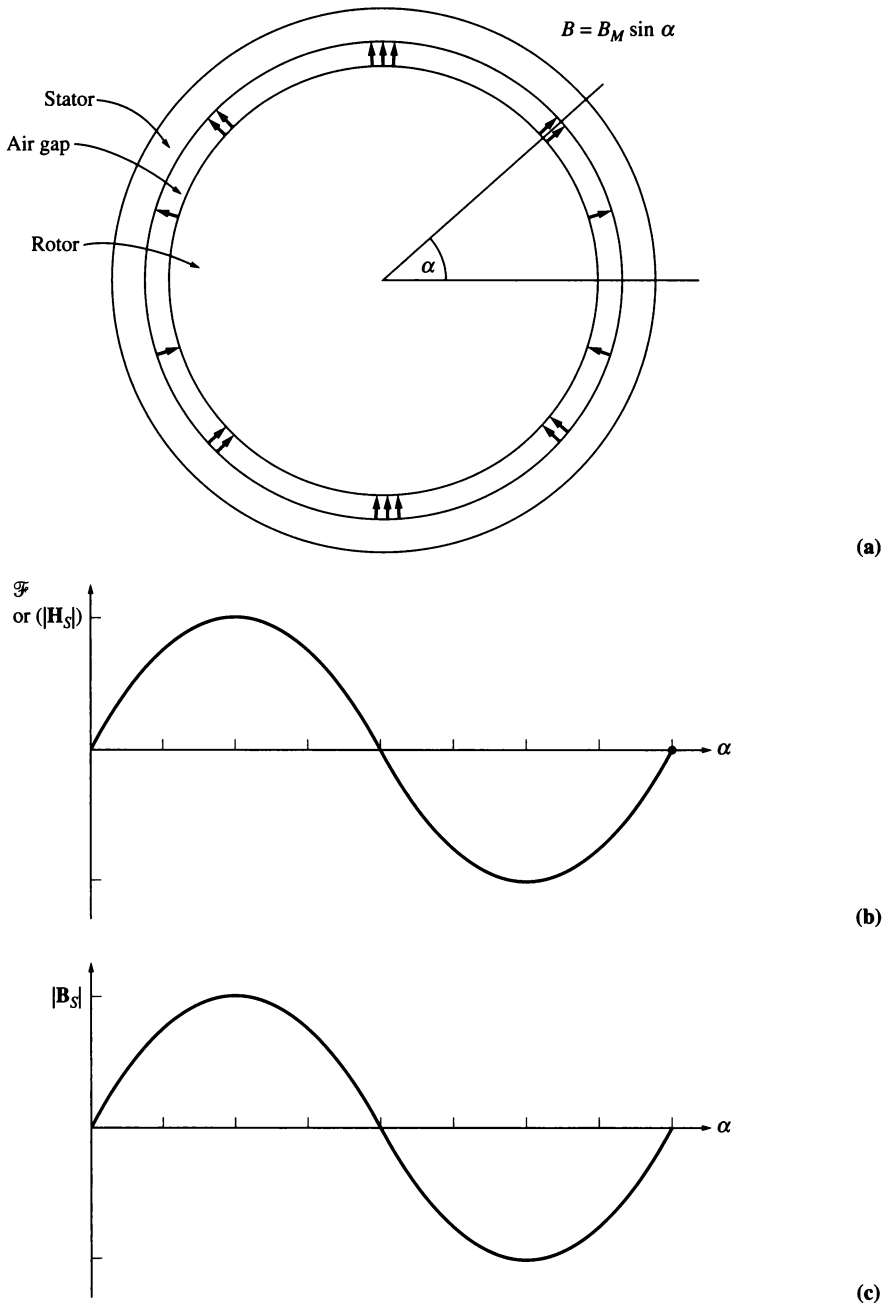 B = B_M sin α
Stator
Air gap
Rotor
α
(a)
ℱ
or (|H_S|)
α
(b)
|B_S|
α
(c)